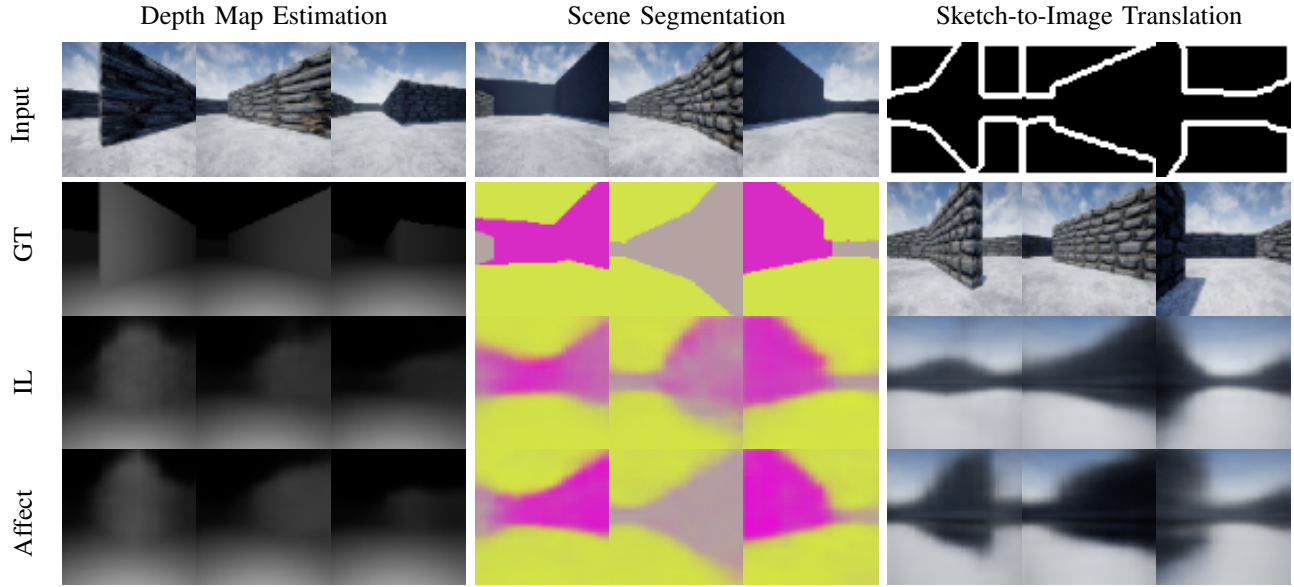 Depth Map Estimation Scene Segmentation Sketch-to-Image Translation
Input
GT
IL
Affect